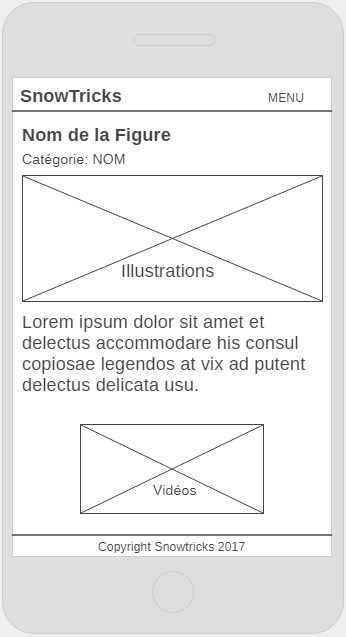 SnowTricks
MENU
Nom de la Figure
Catégorie: NOM
Illustrations
Lorem ipsum dolor sit amet et
delectus accommodare his consul
copiosae legendos at vix ad putent
delectus delicata usu.
Vidéos
Copyright Snowtricks 2017